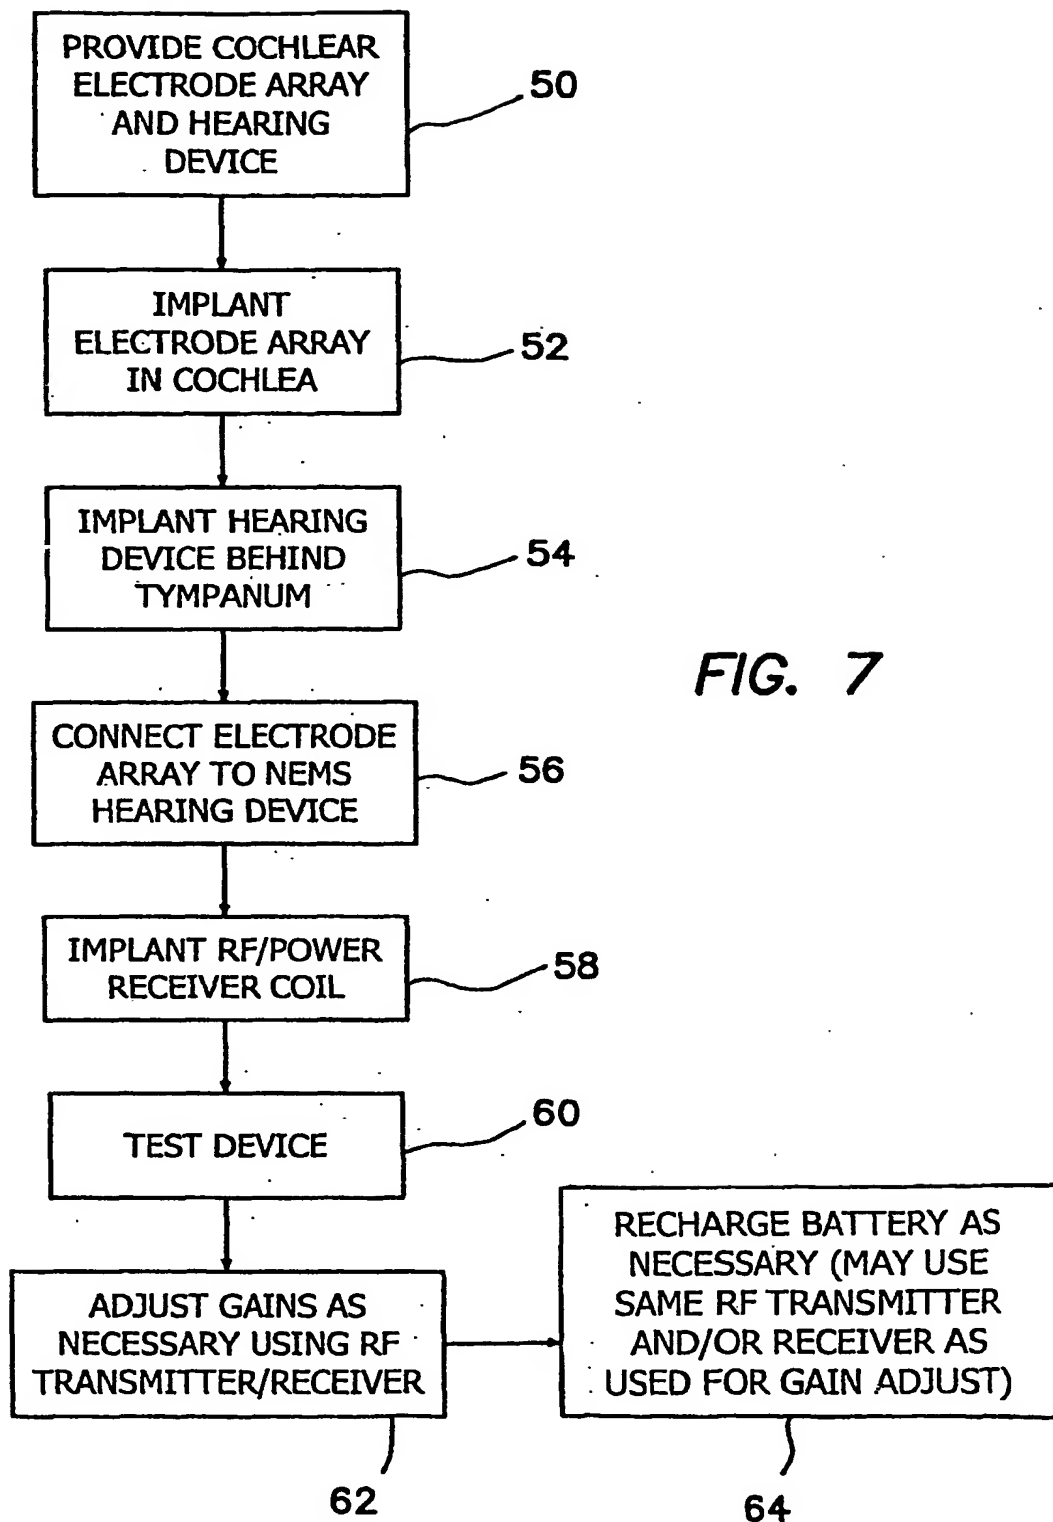 PROVIDE COCHLEAR
ELECTRODE ARRAY
AND HEARING
DEVICE
50
IMPLANT
ELECTRODE ARRAY
IN COCHLEA
52
IMPLANT HEARING
DEVICE BEHIND
TYMPANUM
54
FIG. 7
CONNECT ELECTRODE
ARRAY TO NEMS
HEARING DEVICE
56
IMPLANT RF/POWER
RECEIVER COIL
58
TEST DEVICE
60
ADJUST GAINS AS
NECESSARY USING RF
TRANSMITTER/RECEIVER
62
RECHARGE BATTERY AS
NECESSARY (MAY USE
SAME RF TRANSMITTER
AND/OR RECEIVER AS
USED FOR GAIN ADJUST)
64